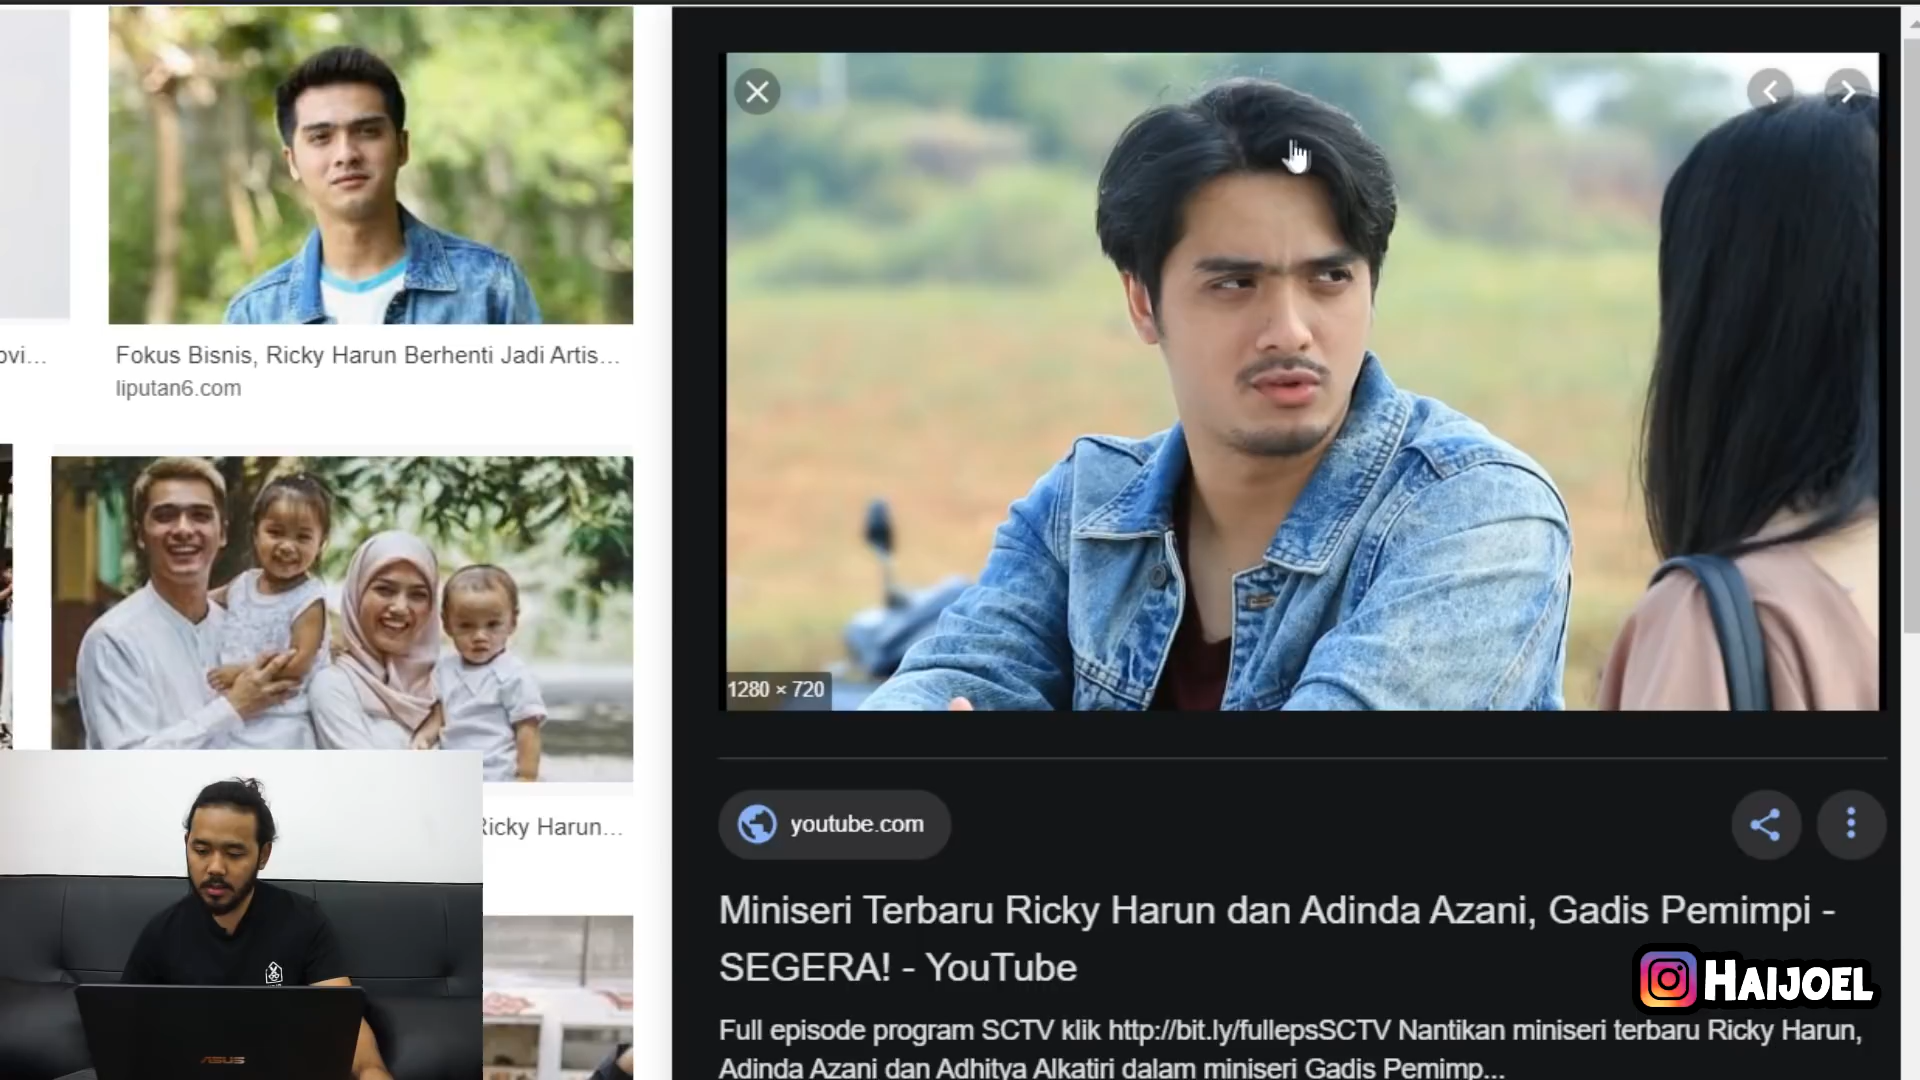 ovi...
Fokus Bisnis, Ricky Harun Berhenti Jadi Artis...
liputan6.com
Ricky Harun...
1280 × 720
youtube.com
Miniseri Terbaru Ricky Harun dan Adinda Azani, Gadis Pemimpi -
SEGERA! - YouTube
Full episode program SCTV klik http://bit.ly/fullepsSCTV Nantikan miniseri terbaru Ricky Harun,
Adinda Azani dan Adhitya Alkatiri dalam miniseri Gadis Pemimp...
HAIJOEL
ASUS